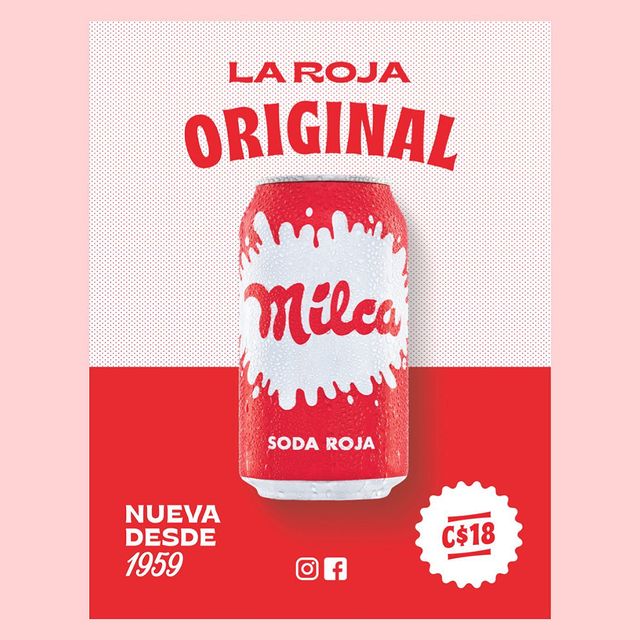 LA ROJA
ORIGINAL
Milca
SODA ROJA
NUEVA
DESDE
1959
C$18